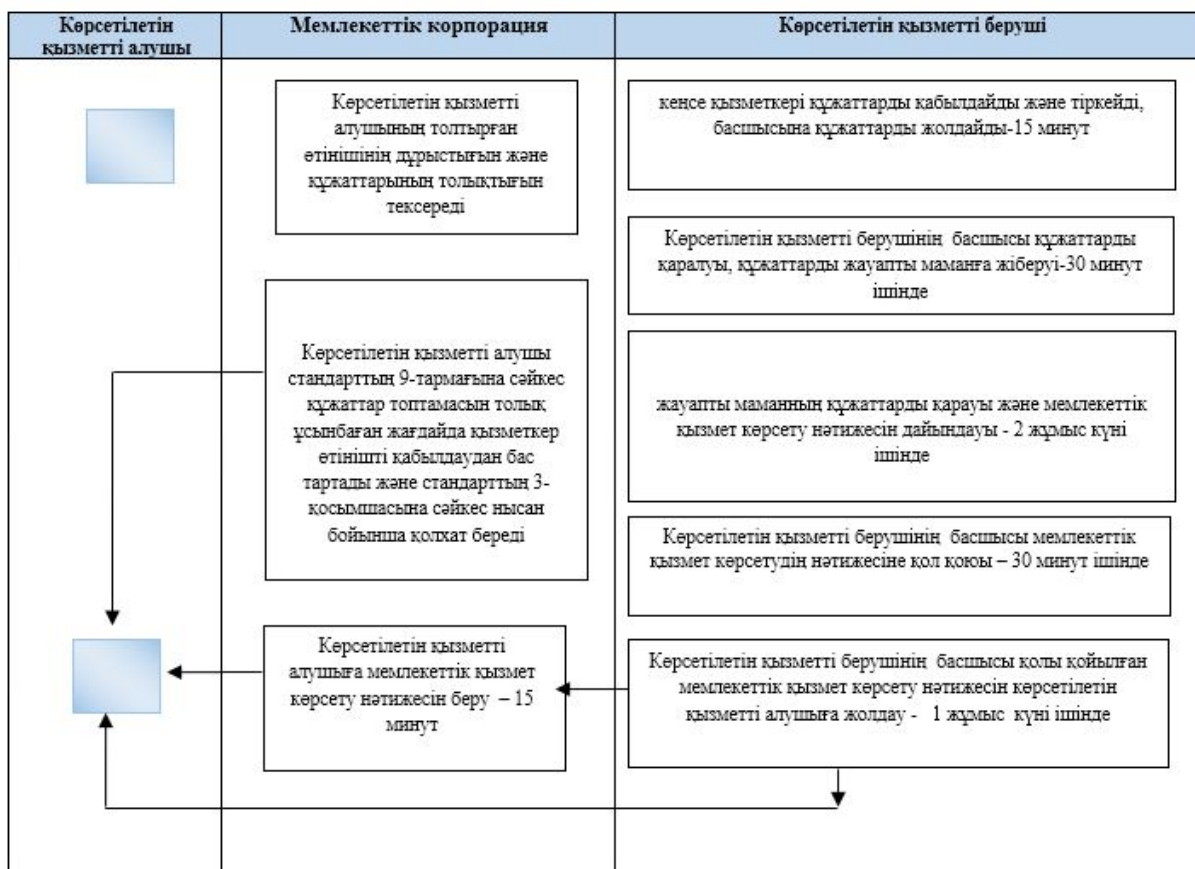 Көрсетілетін
қызметті алушы
Мемлекеттік корпорация
Көрсетілетін қызметті беруші
Көрсетілетін қызметті
алушының толтырған
өтінішінің дұрыстығын және
құжаттарының толықтығын
тексереді
кеңсе қызметкері құжаттарды қабылдайды және тіркейді,
басшысына құжаттарды жолдайды-15 минут
Көрсетілетін қызметті берушінің басшысы құжаттарды
қаралуы, құжаттарды жауапты маманға жіберуі-30 минут
ішінде
Көрсетілетін қызметті алушы
стандарттың 9-тармағына сәйкес
құжаттар топтамасын толық
ұсынбаған жағдайда қызметкер
өтінішті қабылдаудан бас
тартады және стандарттың 3-
қосымшасына сәйкес нысан
бойынша қолхат береді
жауапты маманның құжаттарды қарауы және мемлекеттік
қызмет көрсету нәтижесін дайындауы - 2 жұмыс күні
ішінде
Көрсетілетін қызметті берушінің басшысы мемлекеттік
қызмет көрсетудің нәтижесіне қол қоюы – 30 минут ішінде
Көрсетілетін қызметті
алушыға мемлекеттік қызмет
көрсету нәтижесін беру – 15
минут
Көрсетілетін қызметті берушінің басшысы қолы қойылған
мемлекеттік қызмет көрсету нәтижесін көрсетілетін
қызметті алушыға жолдау - 1 жұмыс күні ішінде